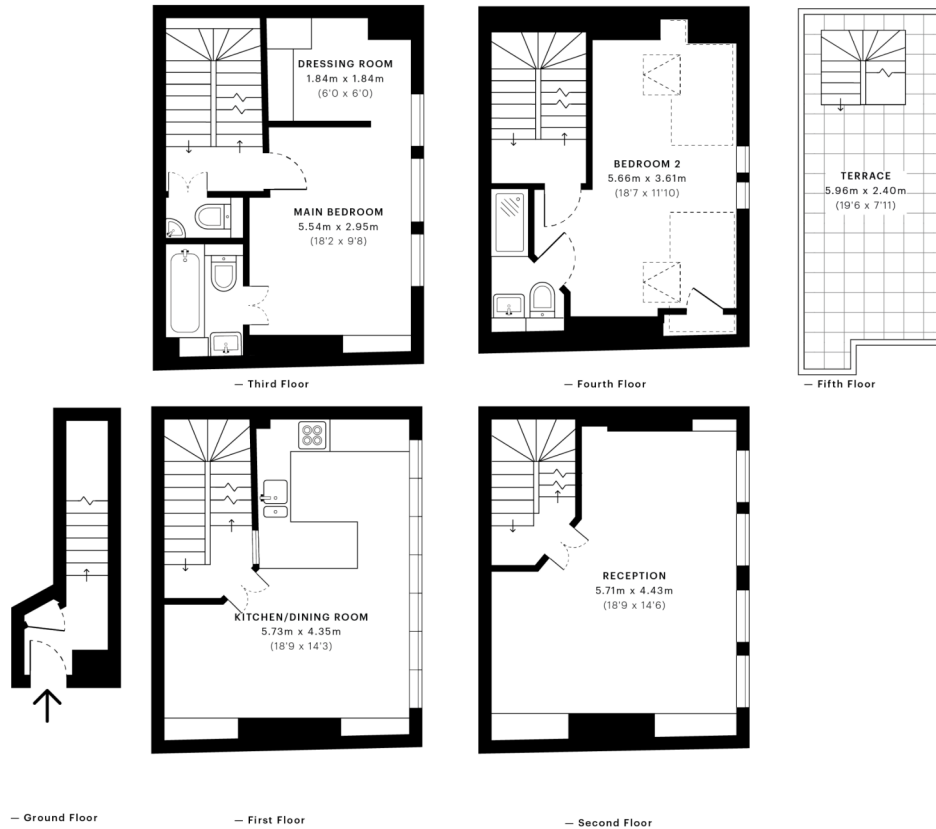 DRESSING ROOM
1.84m x 1.84m
(6'0 x 6'0)
MAIN BEDROOM
5.54m x 2.95m
(18'2 x 9'8)
— Third Floor
BEDROOM 2
5.66m x 3.61m
(18'7 x 11'10)
— Fourth Floor
TERRACE
5.96m x 2.40m
(19'6 x 7'11)
— Fifth Floor
— Ground Floor
KITCHEN/DINING ROOM
5.73m x 4.35m
(18'9 x 14'3)
— First Floor
RECEPTION
5.71m x 4.43m
(18'9 x 14'6)
— Second Floor